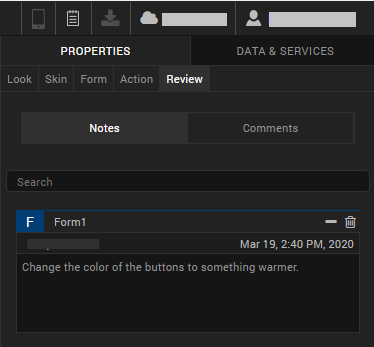 PROPERTIES DATA & SERVICES
Look Skin Form Action Review
Notes Comments
Search
F Form1
Mar 19, 2:40 PM, 2020
Change the color of the buttons to something warmer.